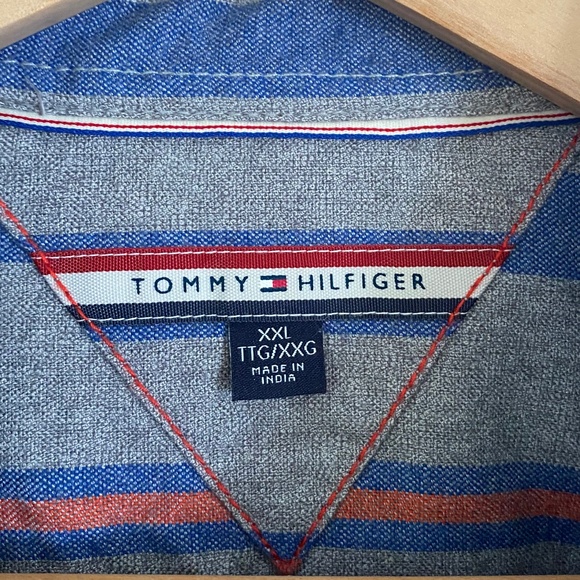 TOMMY HILFIGER
XXL
TTG/XXG
MADE IN
INDIA